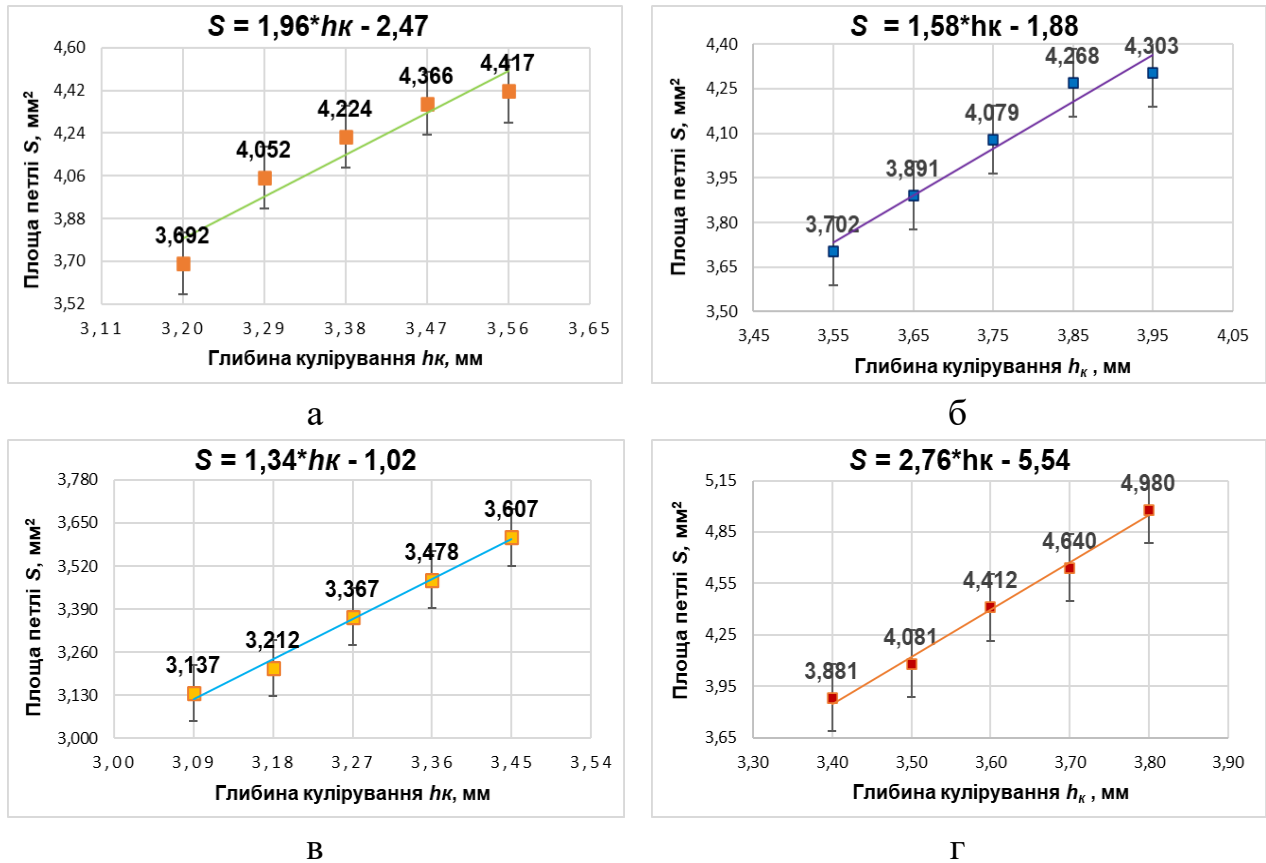 S = 1,96*hк - 2,47
Площа петлі S, мм²
4,60
4,42
4,24
4,06
3,88
3,70
3,52
3,692
4,052
4,224
4,366
4,417
3,11 3,20 3,29 3,38 3,47 3,56 3,65
Глибина кулірування hк, мм
а
S = 1,58*hк - 1,88
Площа петлі S, мм²
4,40
4,25
4,10
3,95
3,80
3,65
3,50
3,702
3,891
4,079
4,268
4,303
3,45 3,55 3,65 3,75 3,85 3,95 4,05
Глибина кулірування hк , мм
б
S = 1,34*hк - 1,02
Площа петлі S, мм²
3,780
3,650
3,520
3,390
3,260
3,130
3,000
3,137
3,212
3,367
3,478
3,607
3,00 3,09 3,18 3,27 3,36 3,45 3,54
Глибина кулірування hк, мм
в
S = 2,76*hк - 5,54
Площа петлі S, мм²
5,15
4,85
4,55
4,25
3,95
3,65
3,881
4,081
4,412
4,640
4,980
3,30 3,40 3,50 3,60 3,70 3,80 3,90
Глибина кулірування hк , мм
г